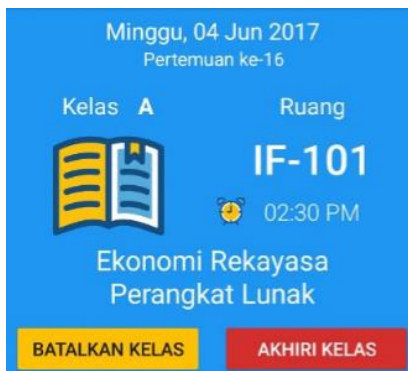 Minggu, 04 Jun 2017
Pertemuan ke-16
Kelas A
Ruang
IF-101
02:30 PM
Ekonomi Rekayasa
Perangkat Lunak
BATALKAN KELAS
AKHIRI KELAS